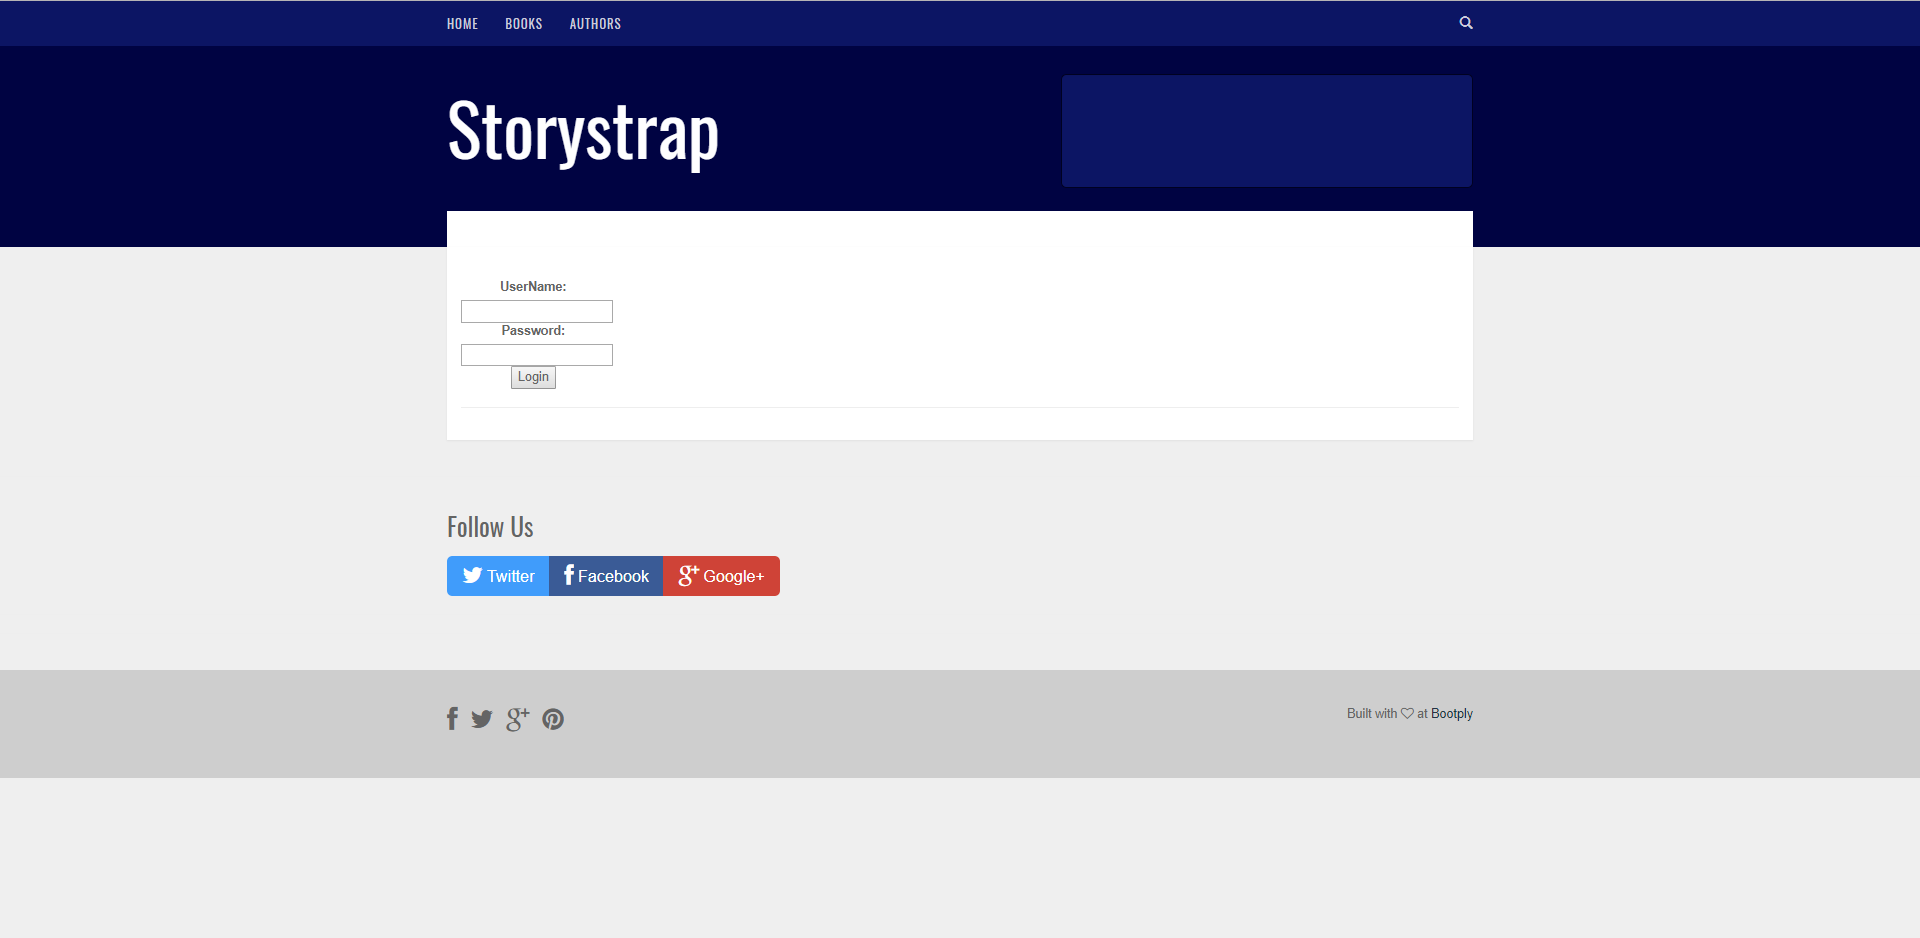 HOME BOOKS AUTHORS
Storystrap
UserName:
Password:
Login
Follow Us
Twitter Facebook Google+
Built with ♡ at Bootply